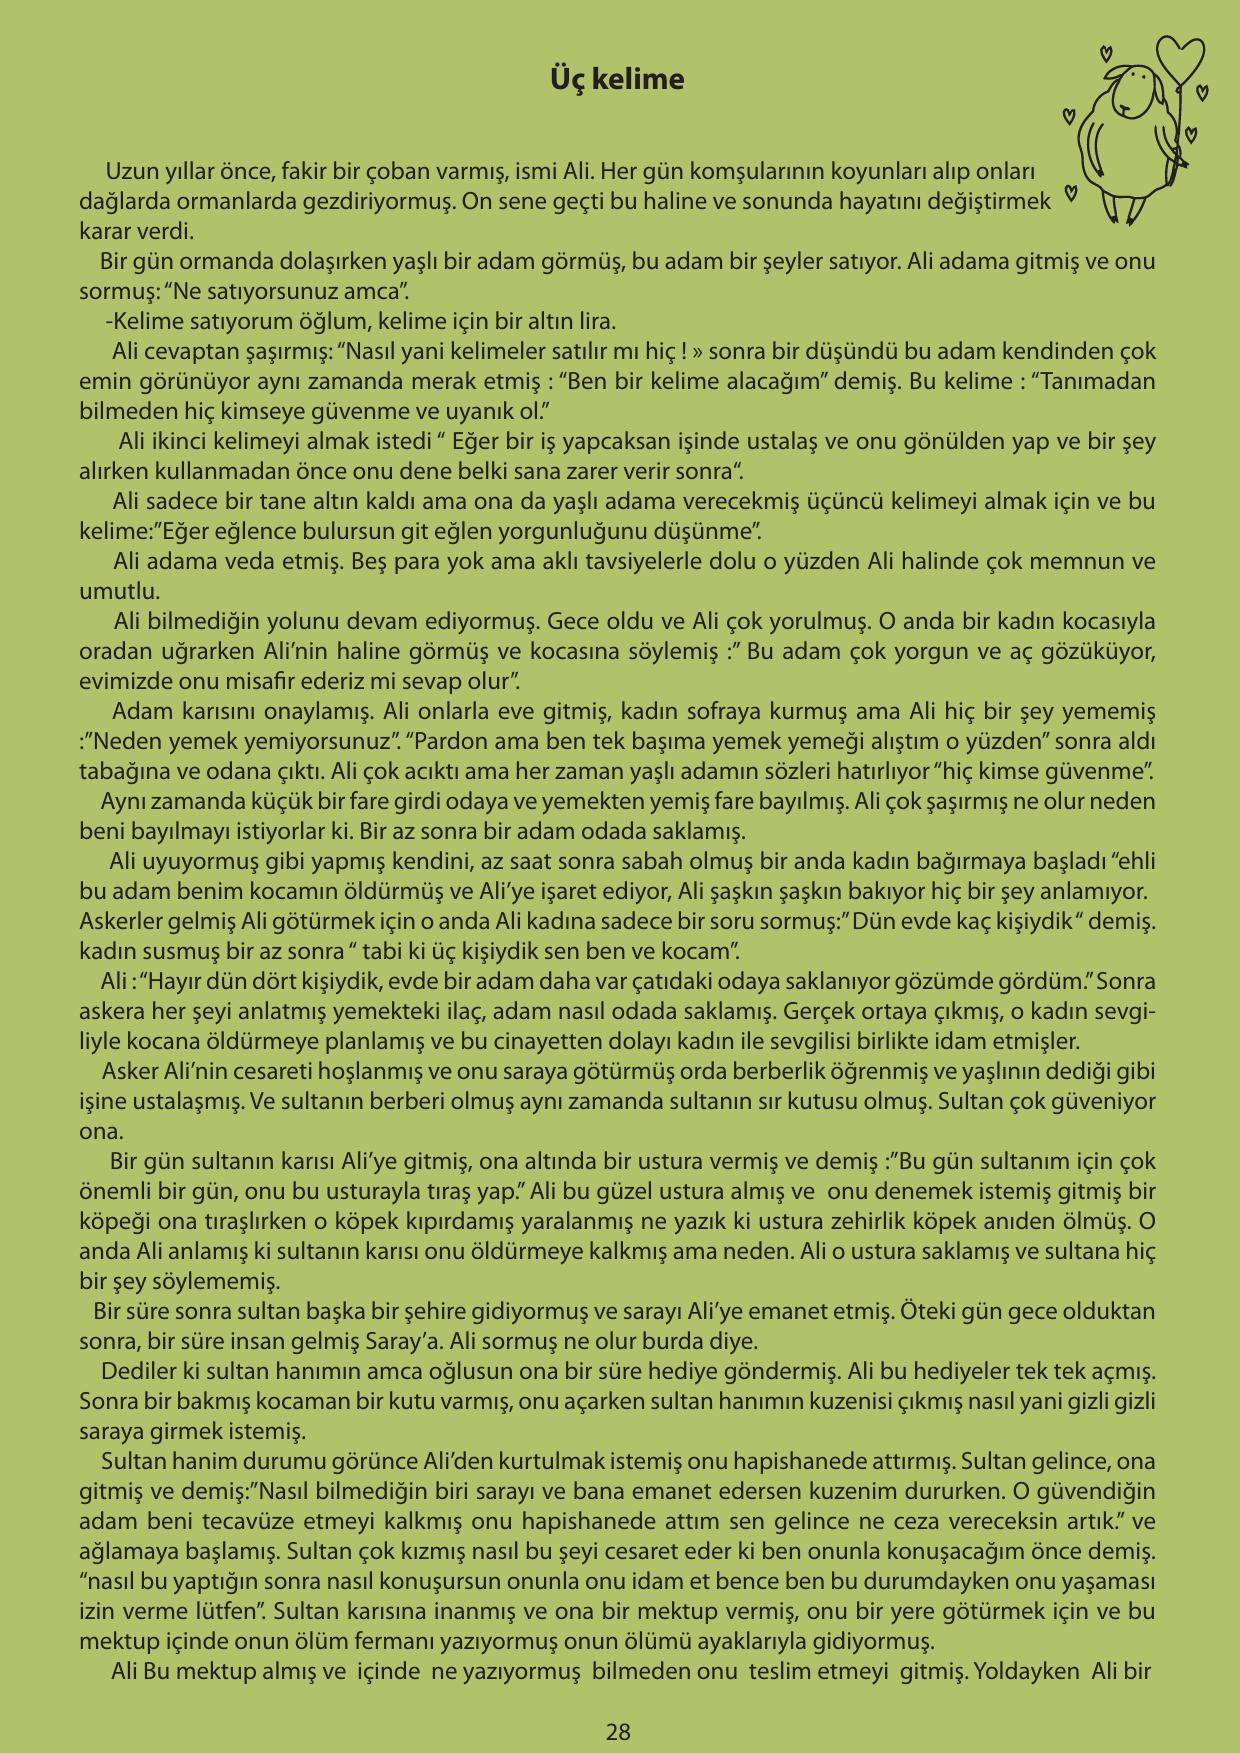 Üç kelime
Uzun yıllar önce, fakir bir çoban varmış, ismi Ali. Her gün komşularının koyunları alıp onları
dağlarda ormanlarda gezdiriyormuş. On sene geçti bu haline ve sonunda hayatını değiştirmek
karar verdi.
Bir gün ormanda dolaşırken yaşlı bir adam görmüş, bu adam bir şeyler satıyor. Ali adama gitmiş ve onu
sormuş: “Ne satıyorsunuz amca”.
-Kelime satıyorum öğlum, kelime için bir altın lira.
Ali cevaptan şaşırmış: “Nasıl yani kelimeler satılır mı hiç ! » sonra bir düşündü bu adam kendinden çok
emin görünüyor aynı zamanda merak etmiş : “Ben bir kelime alacağım” demiş. Bu kelime : “Tanımadan
bilmeden hiç kimseye güvenme ve uyanık ol.”
Ali ikinci kelimeyi almak istedi “ Eğer bir iş yapcaksan işinde ustalaş ve onu gönülden yap ve bir şey
alırken kullanmadan önce onu dene belki sana zarer verir sonra“.
Ali sadece bir tane altın kaldı ama ona da yaşlı adama verecekmiş üçüncü kelimeyi almak için ve bu
kelime:”Eğer eğlence bulursun git eğlen yorgunluğunu düşünme”.
Ali adama veda etmiş. Beş para yok ama aklı tavsiyelerle dolu o yüzden Ali halinde çok memnun ve
umutlu.
Ali bilmediğin yolunu devam ediyormuş. Gece oldu ve Ali çok yorulmuş. O anda bir kadın kocasıyla
oradan uğrarken Ali’nin haline görmüş ve kocasına söylemiş :” Bu adam çok yorgun ve aç gözüküyor,
evimizde onu misafir ederiz mi sevap olur”.
Adam karısını onaylamış. Ali onlarla eve gitmiş, kadın sofraya kurmuş ama Ali hiç bir şey yememiş
:”Neden yemek yemiyorsunuz”. “Pardon ama ben tek başıma yemek yemeği alıştım o yüzden” sonra aldı
tabağına ve odana çıktı. Ali çok acıktı ama her zaman yaşlı adamın sözleri hatırlıyor “hiç kimse güvenme”.
Aynı zamanda küçük bir fare girdi odaya ve yemekten yemiş fare bayılmış. Ali çok şaşırmış ne olur neden
beni bayılmayı istiyorlar ki. Bir az sonra bir adam odada saklamış.
Ali uyuyormuş gibi yapmış kendini, az saat sonra sabah olmuş bir anda kadın bağırmaya başladı “ehli
bu adam benim kocamın öldürmüş ve Ali’ye işaret ediyor, Ali şaşkın şaşkın bakıyor hiç bir şey anlamıyor.
Askerler gelmiş Ali götürmek için o anda Ali kadına sadece bir soru sormuş:” Dün evde kaç kişiydik “ demiş.
kadın susmuş bir az sonra “ tabi ki üç kişiydik sen ben ve kocam”.
Ali : “Hayır dün dört kişiydik, evde bir adam daha var çatıdaki odaya saklanıyor gözümde gördüm.” Sonra
askera her şeyi anlatmış yemekteki ilaç, adam nasıl odada saklamış. Gerçek ortaya çıkmış, o kadın sevgi-
liyle kocana öldürmeye planlamış ve bu cinayetten dolayı kadın ile sevgilisi birlikte idam etmişler.
Asker Ali’nin cesareti hoşlanmış ve onu saraya götürmüş orda berberlik öğrenmiş ve yaşlının dediği gibi
işine ustalaşmış. Ve sultanın berberi olmuş aynı zamanda sultanın sır kutusu olmuş. Sultan çok güveniyor
ona.
Bir gün sultanın karısı Ali’ye gitmiş, ona altında bir ustura vermiş ve demiş :”Bu gün sultanım için çok
önemli bir gün, onu bu usturayla tıraş yap.” Ali bu güzel ustura almış ve onu denemek istemiş gitmiş bir
köpeği ona tıraşlırken o köpek kıpırdamış yaralanmış ne yazık ki ustura zehirlik köpek anıden ölmüş. O
anda Ali anlamış ki sultanın karısı onu öldürmeye kalkmış ama neden. Ali o ustura saklamış ve sultana hiç
bir şey söylememiş.
Bir süre sonra sultan başka bir şehire gidiyormuş ve sarayı Ali’ye emanet etmiş. Öteki gün gece olduktan
sonra, bir süre insan gelmiş Saray’a. Ali sormuş ne olur burda diye.
Dediler ki sultan hanımın amca oğlusun ona bir süre hediye göndermiş. Ali bu hediyeler tek tek açmış.
Sonra bir bakmış kocaman bir kutu varmış, onu açarken sultan hanımın kuzenisi çıkmış nasıl yani gizli gizli
saraya girmek istemiş.
Sultan hanim durumu görünce Ali’den kurtulmak istemiş onu hapishanede attırmış. Sultan gelince, ona
gitmiş ve demiş:”Nasıl bilmediğin biri sarayı ve bana emanet edersen kuzenim dururken. O güvendiğin
adam beni tecavüze etmeyi kalkmış onu hapishanede attım sen gelince ne ceza vereceksin artık.” ve
ağlamaya başlamış. Sultan çok kızmış nasıl bu şeyi cesaret eder ki ben onunla konuşacağım önce demiş.
“nasıl bu yaptığın sonra nasıl konuşursun onunla onu idam et bence ben bu durumdayken onu yaşaması
izin verme lütfen”. Sultan karısına inanmış ve ona bir mektup vermiş, onu bir yere götürmek için ve bu
mektup içinde onun ölüm fermanı yazıyormuş onun ölümü ayaklarıyla gidiyormuş.
Ali Bu mektup almış ve içinde ne yazıyormuş bilmeden onu teslim etmeyi gitmiş. Yoldayken Ali bir
28